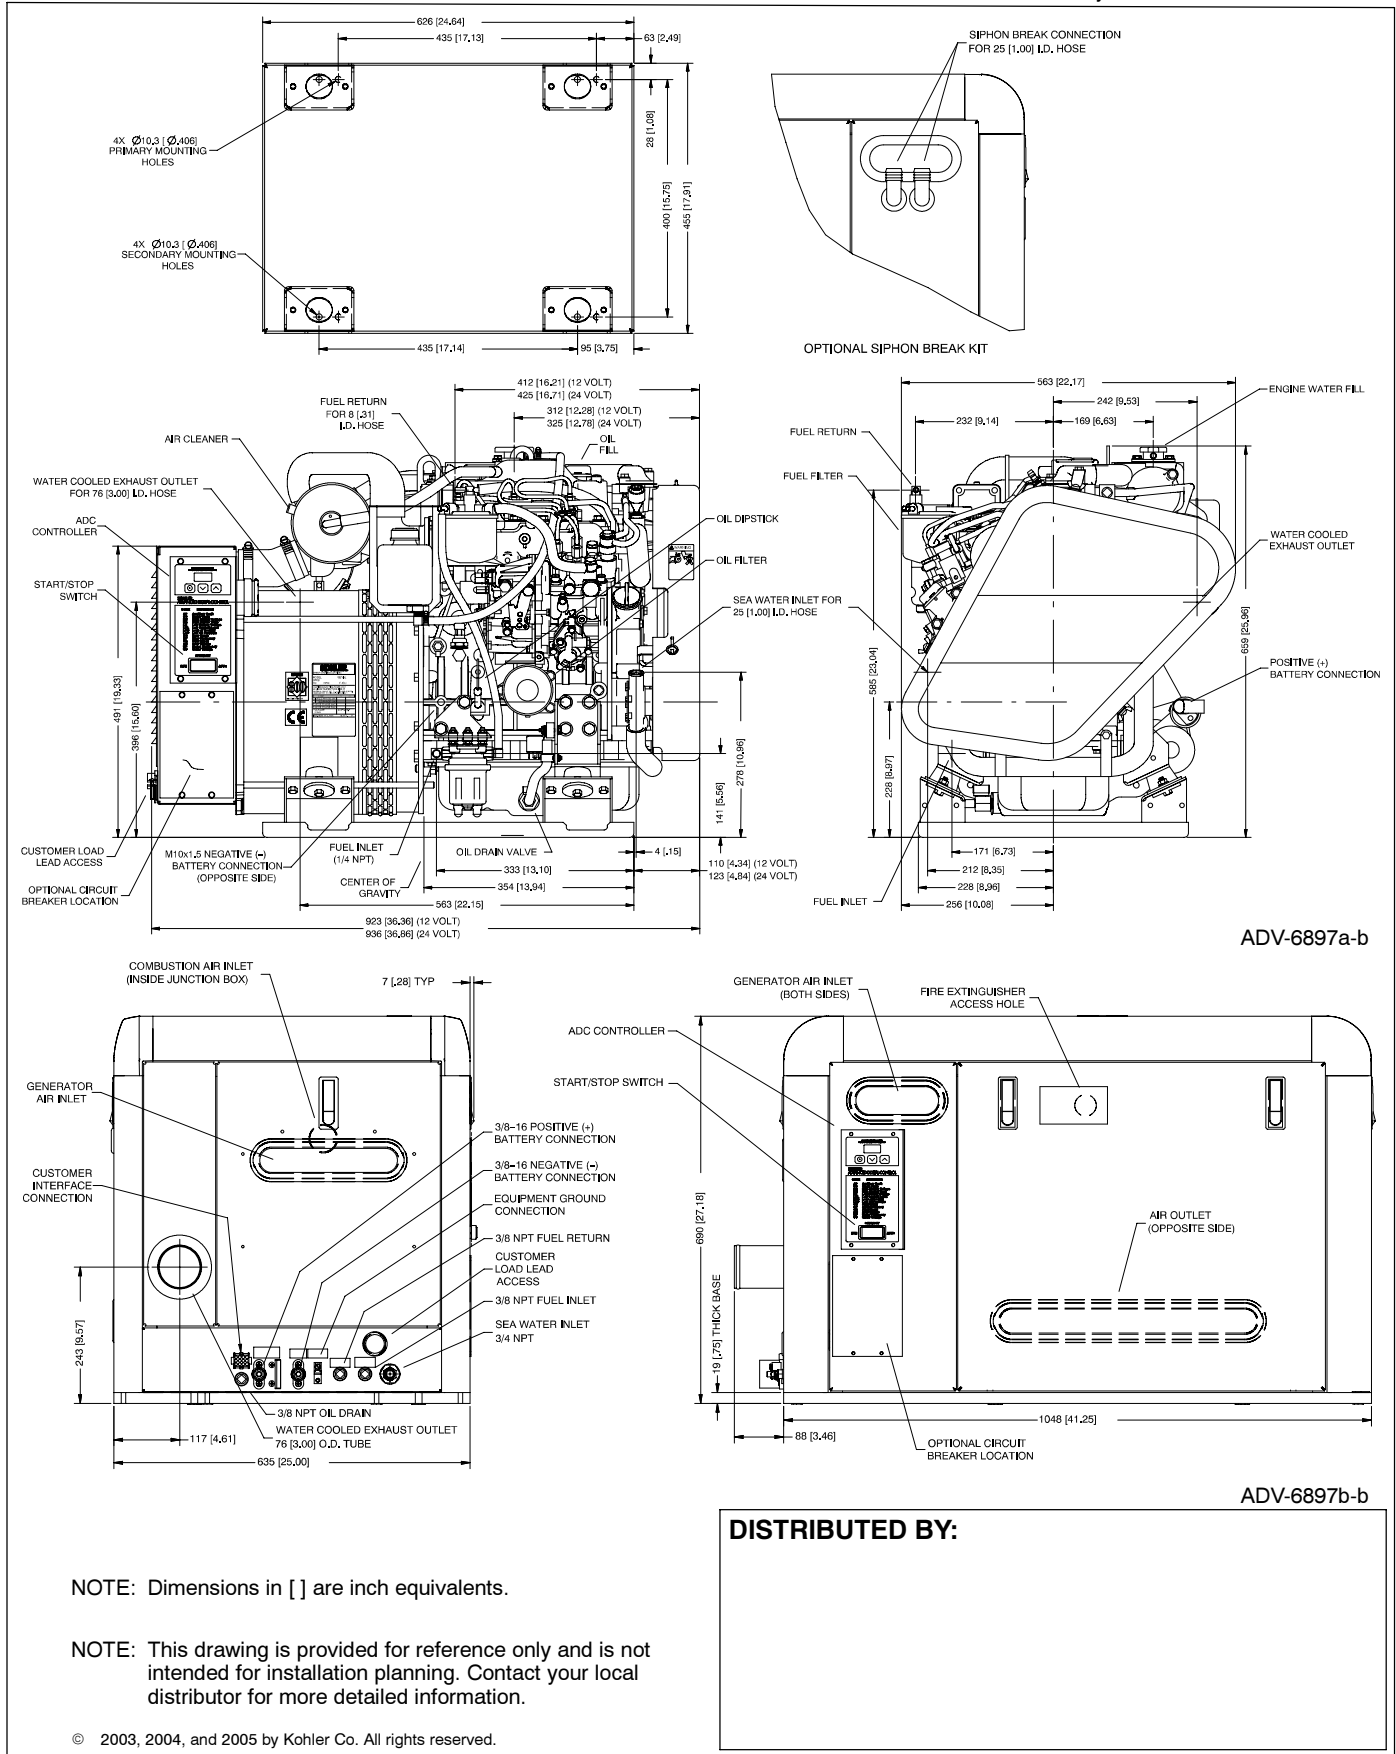 626 [24.64]
435 [17.13]
63 [2.49]
28 [1.08]
400 [15.75]
455 [17.91]
4X Ø10.3 [ Ø.406]
PRIMARY MOUNTING
HOLES
4X Ø10.3 [ Ø.406]
SECONDARY MOUNTING
HOLES
435 [17.14]
95 [3.75]
SIPHON BREAK CONNECTION
FOR 25 [1.00] I.D. HOSE
OPTIONAL SIPHON BREAK KIT
412 [16.21] (12 VOLT)
425 [16.71] (24 VOLT)
312 [12.28] (12 VOLT)
325 [12.78] (24 VOLT)
FUEL RETURN
FOR 8 [.31]
I.D. HOSE
OIL
FILL
AIR CLEANER
WATER COOLED EXHAUST OUTLET
FOR 76 [3.00] I.D. HOSE
ADC
CONTROLLER
START/STOP
SWITCH
OIL DIPSTICK
OIL FILTER
SEA WATER INLET FOR
25 [1.00] I.D. HOSE
491 [19.33]
396 [15.60]
278 [10.96]
141 [5.56]
CUSTOMER LOAD
LEAD ACCESS
OPTIONAL CIRCUIT
BREAKER LOCATION
M10x1.5 NEGATIVE (-)
BATTERY CONNECTION
(OPPOSITE SIDE)
FUEL INLET
(1/4 NPT)
CENTER OF
GRAVITY
OIL DRAIN VALVE
4 [.15]
110 [4.34] (12 VOLT)
123 [4.84] (24 VOLT)
333 [13.10]
354 [13.94]
563 [22.15]
923 [36.36] (12 VOLT)
936 [36.86] (24 VOLT)
563 [22.17]
242 [9.53]
232 [9.14]
169 [6.63]
ENGINE WATER FILL
FUEL RETURN
FUEL FILTER
WATER COOLED
EXHAUST OUTLET
POSITIVE (+)
BATTERY CONNECTION
585 [23.04]
228 [8.97]
659 [25.96]
171 [6.73]
212 [8.35]
228 [8.96]
256 [10.08]
FUEL INLET
ADV-6897a-b
COMBUSTION AIR INLET
(INSIDE JUNCTION BOX)
7 [.28] TYP
GENERATOR
AIR INLET
CUSTOMER
INTERFACE
CONNECTION
3/8-16 POSITIVE (+)
BATTERY CONNECTION
3/8-16 NEGATIVE (-)
BATTERY CONNECTION
EQUIPMENT GROUND
CONNECTION
3/8 NPT FUEL RETURN
CUSTOMER
LOAD LEAD
ACCESS
3/8 NPT FUEL INLET
SEA WATER INLET
3/4 NPT
243 [9.57]
3/8 NPT OIL DRAIN
WATER COOLED EXHAUST OUTLET
76 [3.00] O.D. TUBE
117 [4.61]
635 [25.00]
GENERATOR AIR INLET
(BOTH SIDES)
FIRE EXTINGUISHER
ACCESS HOLE
ADC CONTROLLER
START/STOP SWITCH
AIR OUTLET
(OPPOSITE SIDE)
690 [27.18]
19 [.75] THICK BASE
1048 [41.25]
88 [3.46]
OPTIONAL CIRCUIT
BREAKER LOCATION
ADV-6897b-b
DISTRIBUTED BY:
NOTE: Dimensions in [ ] are inch equivalents.
NOTE: This drawing is provided for reference only and is not
intended for installation planning. Contact your local
distributor for more detailed information.
© 2003, 2004, and 2005 by Kohler Co. All rights reserved.